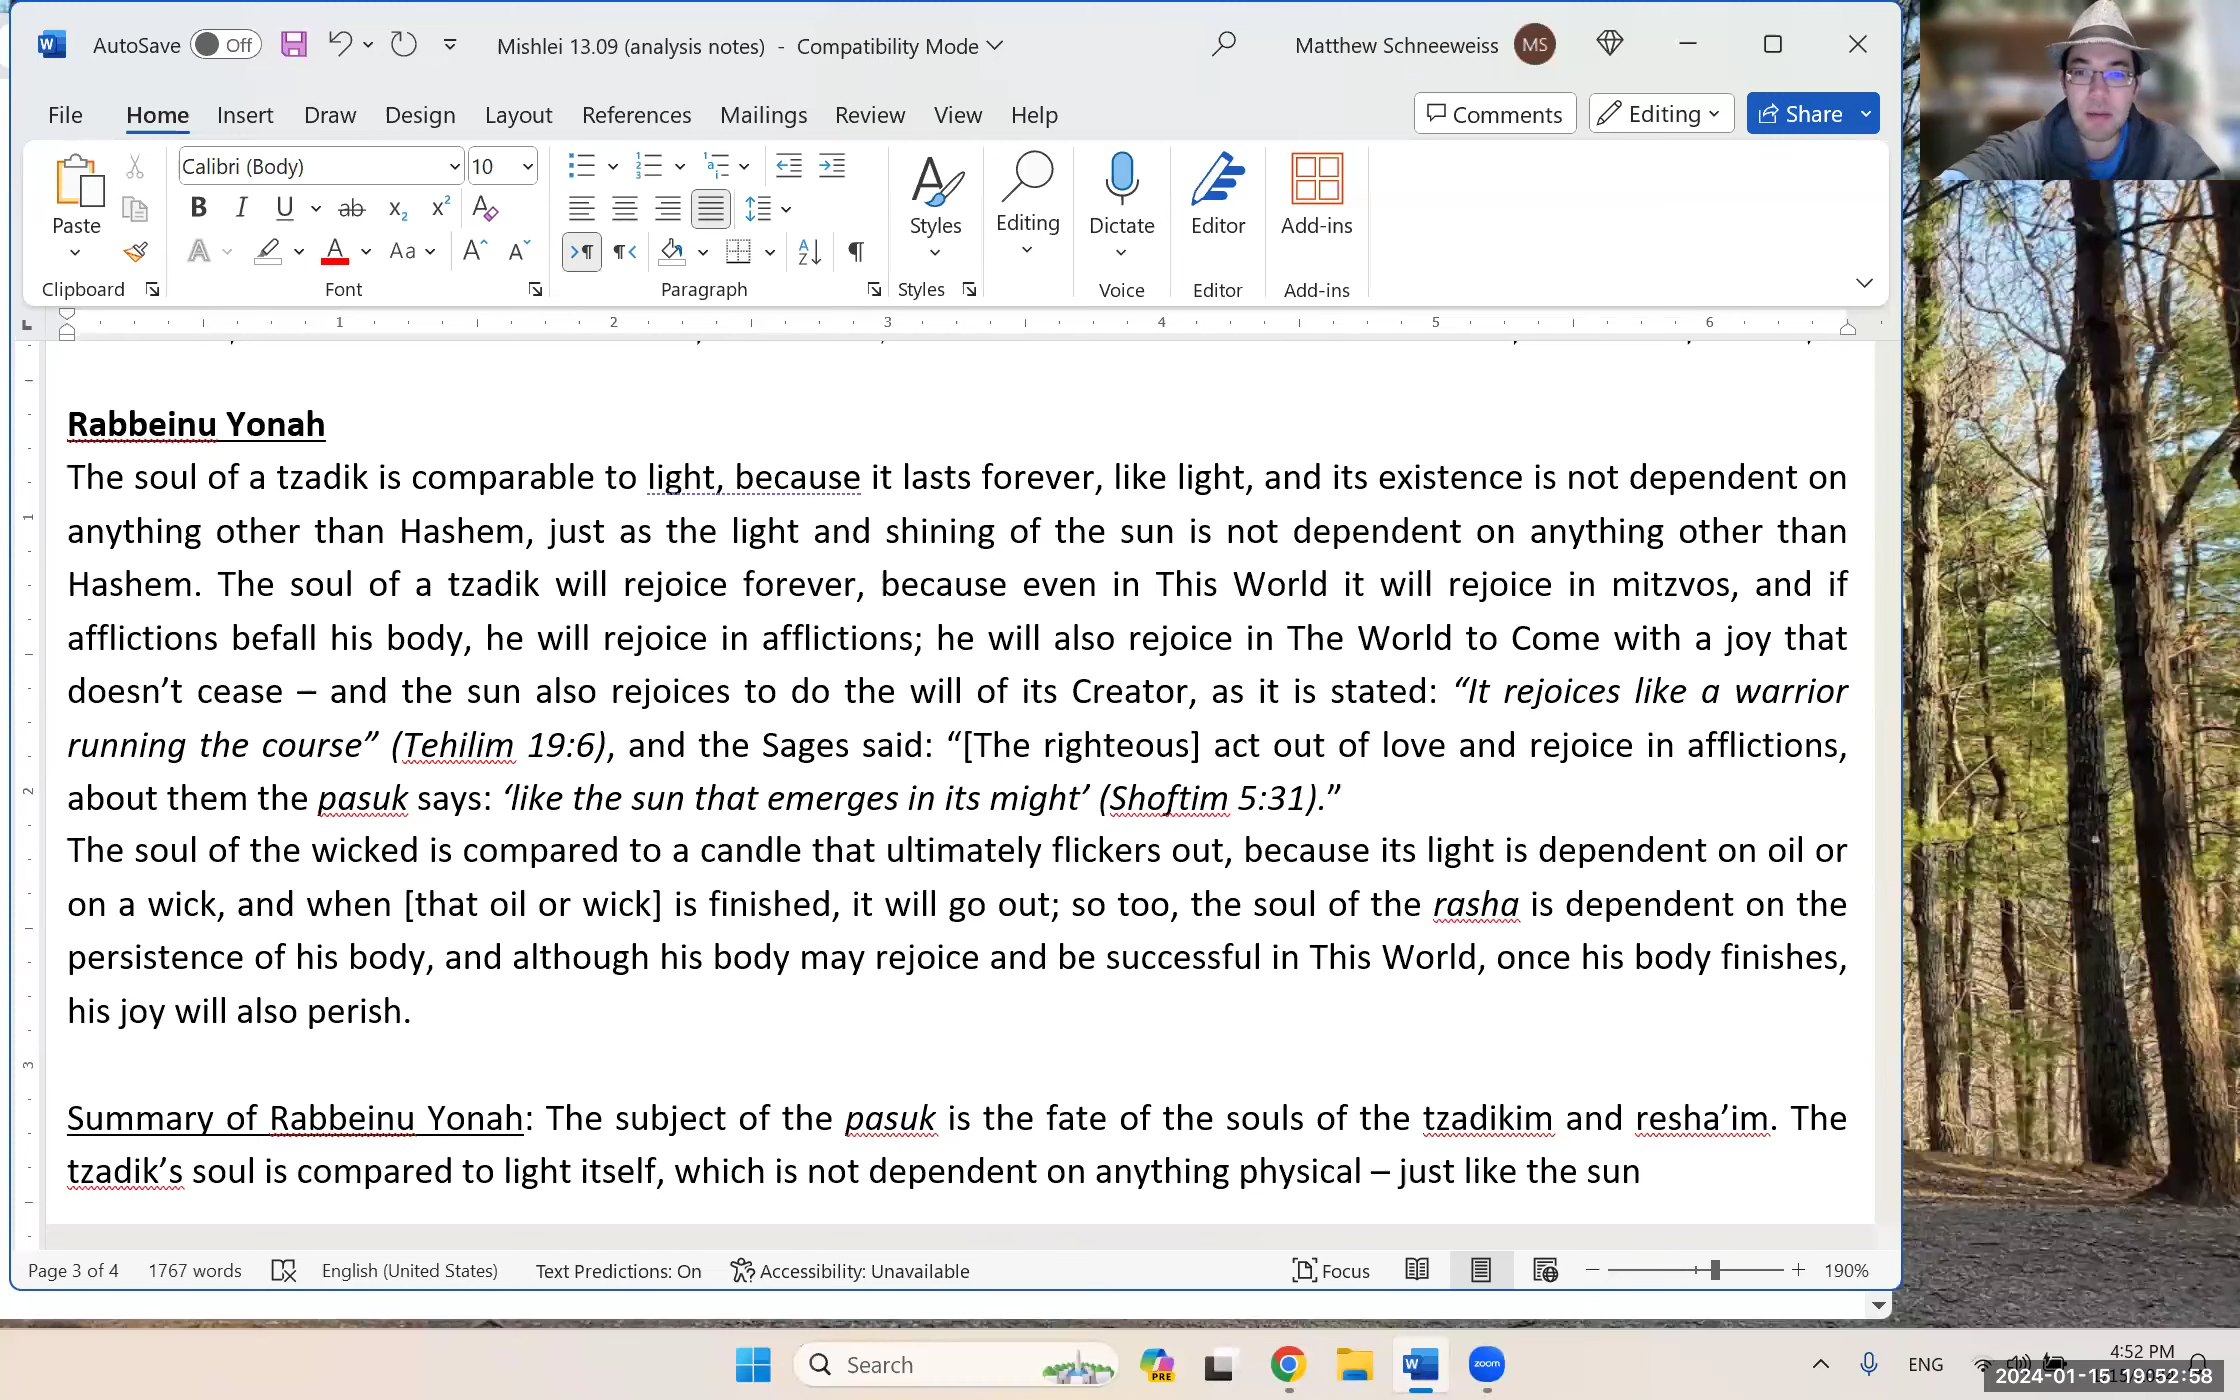 AutoSave Off Mishlei 13.09 (analysis notes) - Compatibility Mode Matthew Schneeweiss MS
File Home Insert Draw Design Layout References Mailings Review View Help Comments Editing Share
Paste Calibri (Body) 10 Styles Editing Dictate Editor Add-ins
Clipboard Font Paragraph Styles Voice Editor Add-ins
1 2 3 4 5 6
Rabbeinu Yonah
The soul of a tzadik is comparable to light, because it lasts forever, like light, and its existence is not dependent on
anything other than Hashem, just as the light and shining of the sun is not dependent on anything other than
Hashem. The soul of a tzadik will rejoice forever, because even in This World it will rejoice in mitzvos, and if
afflictions befall his body, he will rejoice in afflictions; he will also rejoice in The World to Come with a joy that
doesn’t cease – and the sun also rejoices to do the will of its Creator, as it is stated: “It rejoices like a warrior
running the course” (Tehilim 19:6), and the Sages said: “[The righteous] act out of love and rejoice in afflictions,
about them the pasuk says: ‘like the sun that emerges in its might’ (Shoftim 5:31).”
The soul of the wicked is compared to a candle that ultimately flickers out, because its light is dependent on oil or
on a wick, and when [that oil or wick] is finished, it will go out; so too, the soul of the rasha is dependent on the
persistence of his body, and although his body may rejoice and be successful in This World, once his body finishes,
his joy will also perish.
Summary of Rabbeinu Yonah: The subject of the pasuk is the fate of the souls of the tzadikim and resha’im. The
tzadik’s soul is compared to light itself, which is not dependent on anything physical – just like the sun
Page 3 of 4 1767 words English (United States) Text Predictions: On Accessibility: Unavailable Focus 190%
Search PRE zoom ENG 4:52 PM
2024-01-15 19:52:58